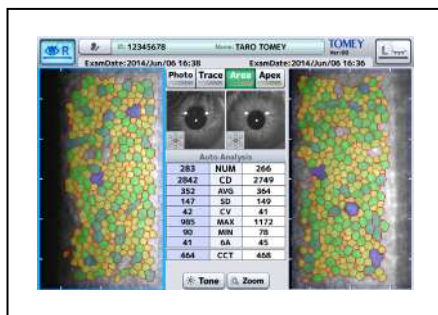 R ID: 12345678 Name: TARO TOMEY TOMEY L
Ver:60
ExamDate:2014/Jun/06 16:38 ExamDate:2014/Jun/06 16:36
Photo Trace Area Apex
Auto Analysis
283 NUM 266
2842 CD 2749
352 AVG 364
147 SD 149
42 CV 41
985 MAX 1172
90 MIN 78
41 6A 45
464 CCT 468
Tone Zoom